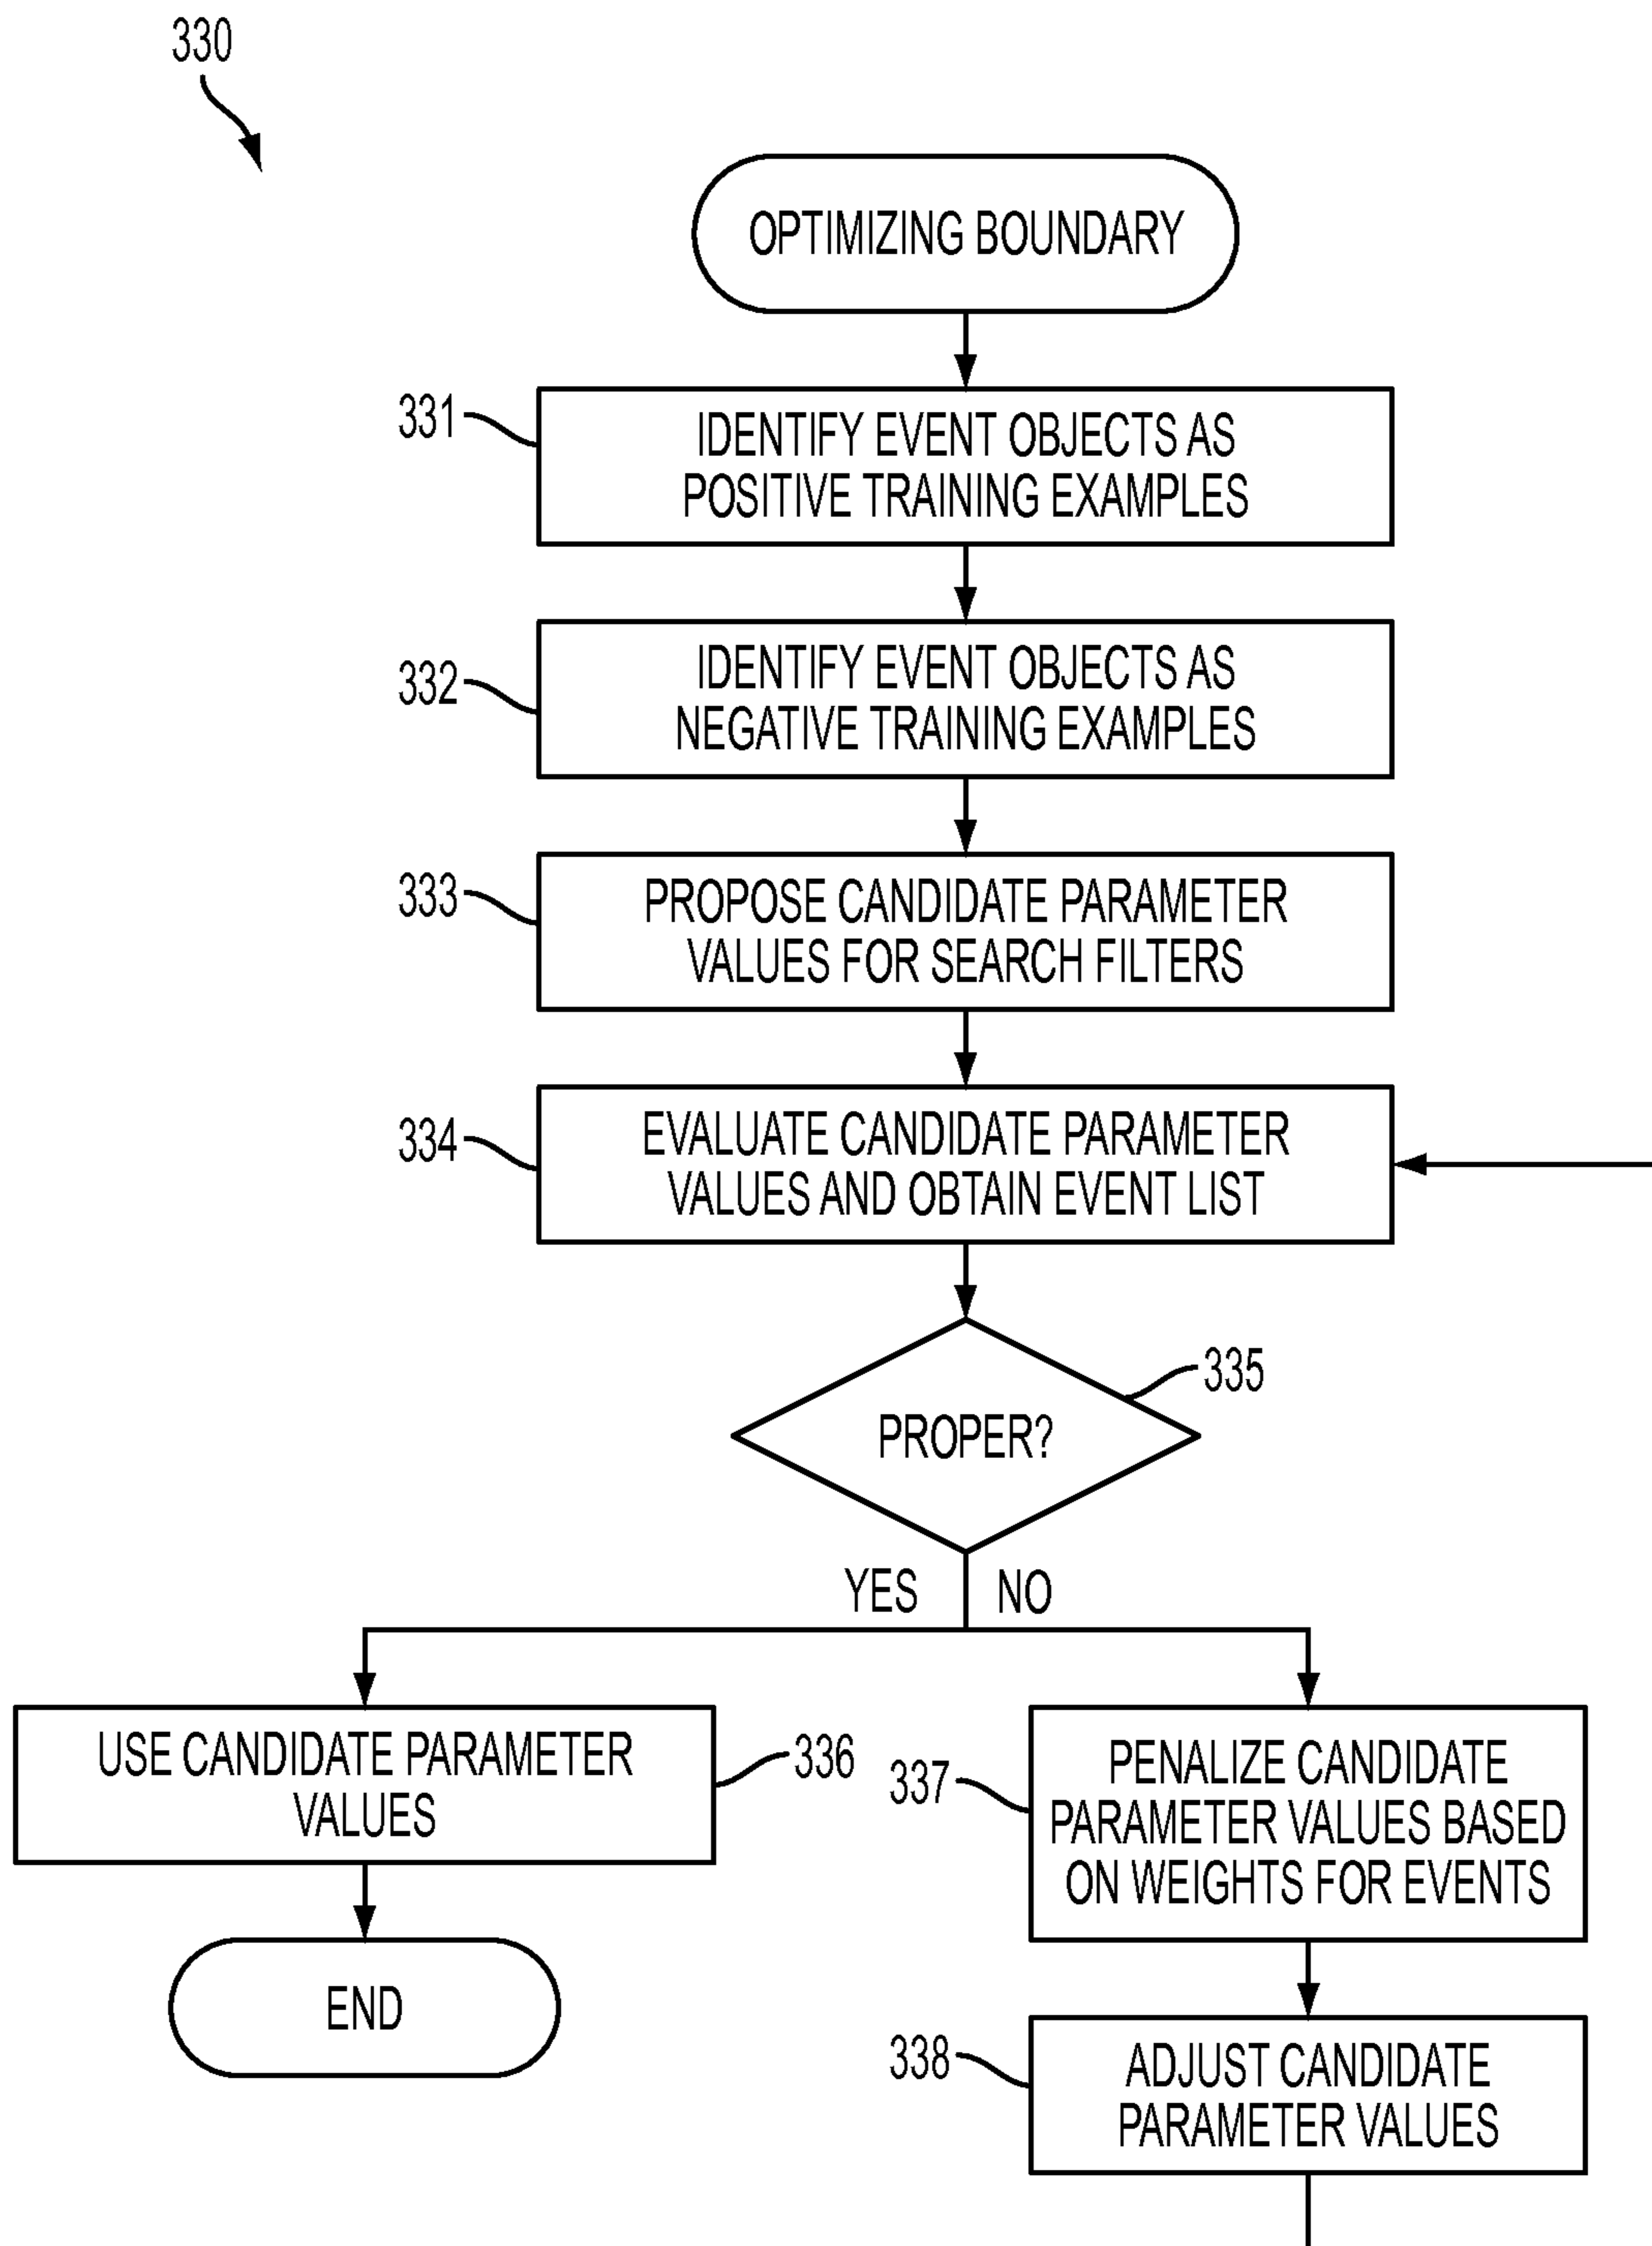 330
OPTIMIZING BOUNDARY
331
IDENTIFY EVENT OBJECTS AS
POSITIVE TRAINING EXAMPLES
332
IDENTIFY EVENT OBJECTS AS
NEGATIVE TRAINING EXAMPLES
333
PROPOSE CANDIDATE PARAMETER
VALUES FOR SEARCH FILTERS
334
EVALUATE CANDIDATE PARAMETER
VALUES AND OBTAIN EVENT LIST
335
PROPER?
YES
NO
USE CANDIDATE PARAMETER
VALUES
336
337
PENALIZE CANDIDATE
PARAMETER VALUES BASED
ON WEIGHTS FOR EVENTS
END
338
ADJUST CANDIDATE
PARAMETER VALUES